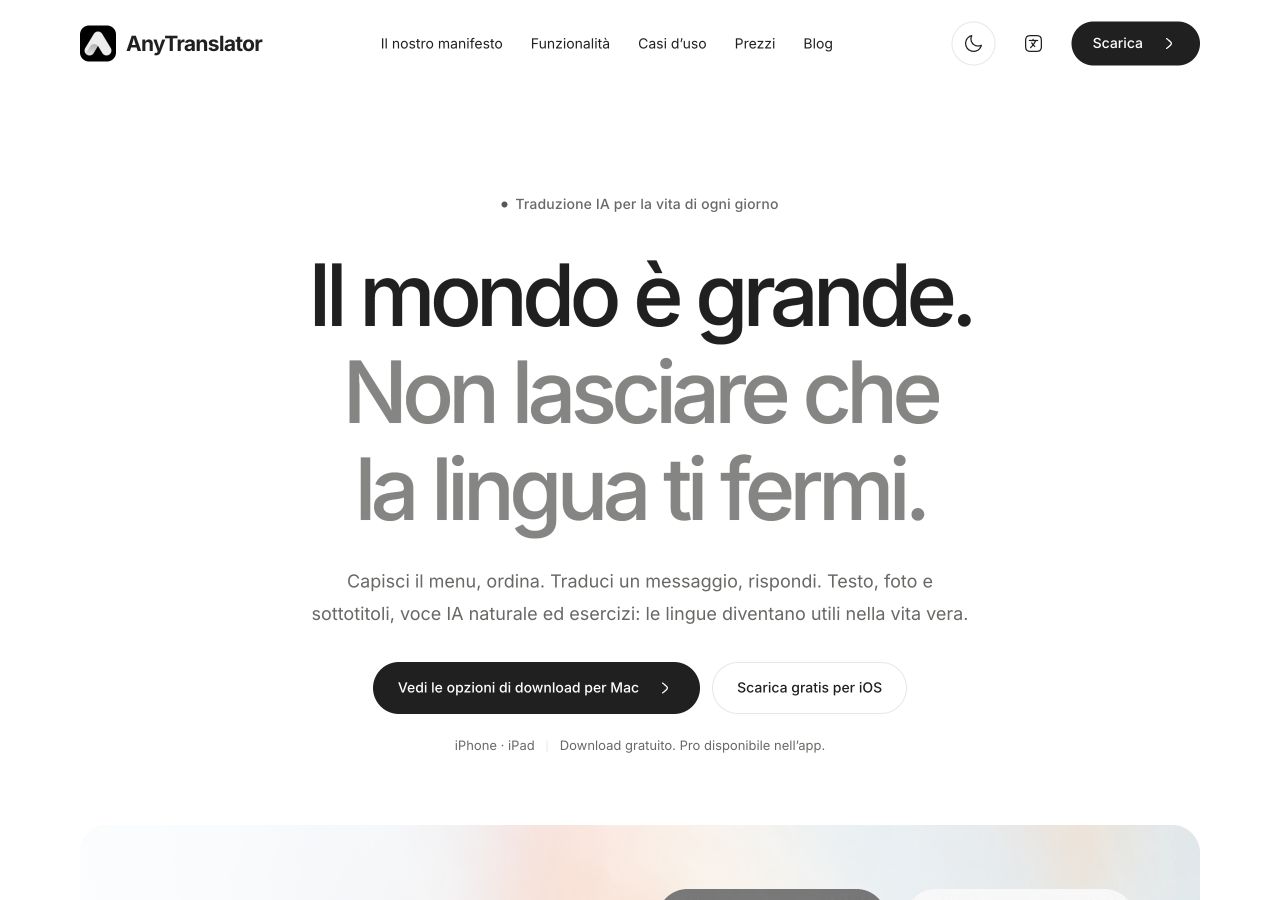 AnyTranslator
Il nostro manifesto
Funzionalità
Casi d’uso
Prezzi
Blog
Scarica
Traduzione IA per la vita di ogni giorno
Il mondo è grande.
Non lasciare che
la lingua ti fermi.
Capisci il menu, ordina. Traduci un messaggio, rispondi. Testo, foto e
sottotitoli, voce IA naturale ed esercizi: le lingue diventano utili nella vita vera.
Vedi le opzioni di download per Mac
Scarica gratis per iOS
iPhone · iPad
Download gratuito. Pro disponibile nell’app.